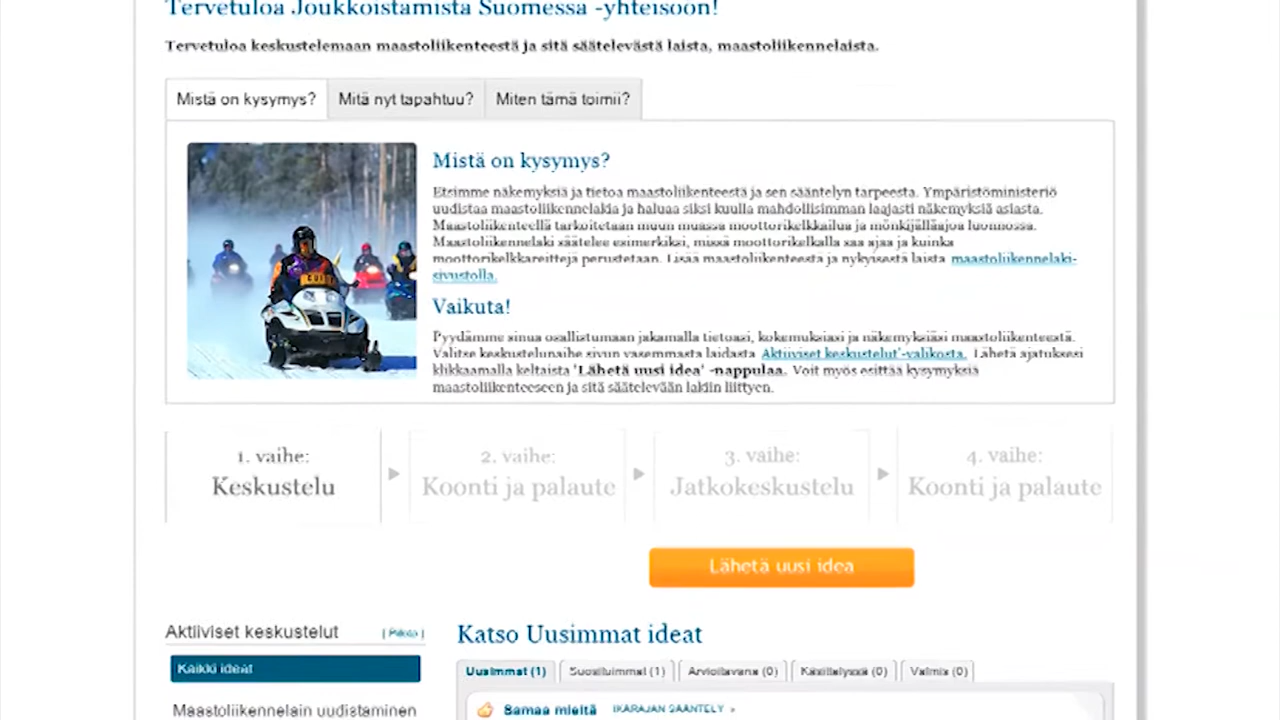 Tervetuloa Joukkoistamista Suomessa -yhteisöön!
Tervetuloa keskustelemaan maastoliikenteestä ja sitä säätelevästä laista, maastoliikennelaista.
Mistä on kysymys? Mitä nyt tapahtuu? Miten tämä toimii?
Mistä on kysymys?
Etsimme näkemyksiä ja tietoa maastoliikenteestä ja sen sääntelyn tarpeesta. Ympäristöministeriö
uudistaa maastoliikennelakia ja haluaa siksi kuulla mahdollisimman laajasti näkemyksiä asiasta.
Maastoliikenteellä tarkoitetaan muun muassa moottorikelkkailua ja mönkijälläajoa luonnossa.
Maastoliikennelaki säätelee esimerkiksi, missä moottorikelkalla saa ajaa ja kuinka
moottorikelkkareittejä perustetaan. Lisää maastoliikenteestä ja nykyisestä laista maastoliikennelaki-
sivustolla.
Vaikuta!
Pyydämme sinua osallistumaan jakamalla tietoasi, kokemuksiasi ja näkemyksiäsi maastoliikenteestä.
Valitse keskustelunaihe sivun vasemmasta laidasta Aktiiviset keskustelut'-valikosta. Lähetä ajatuksesi
klikkaamalla keltaista 'Lähetä uusi idea' -nappulaa. Voit myös esittää kysymyksiä
maastoliikenteeseen ja sitä säätelevään lakiin liittyen.
1. vaihe:
Keskustelu
2. vaihe:
Koonti ja palaute
3. vaihe:
Jatkokeskustelu
4. vaihe:
Koonti ja palaute
Lähetä uusi idea
Aktiiviset keskustelut [ Piilota ]
Kaikki ideat
Maastoliikennelain uudistaminen
Katso Uusimmat ideat
Uusimmat (1) Suosituimmat (1) Arvioitavana (0) Käsittelyssä (0) Valmis (0)
Samaa mieltä IKÄRAJAN SÄÄNTELY »